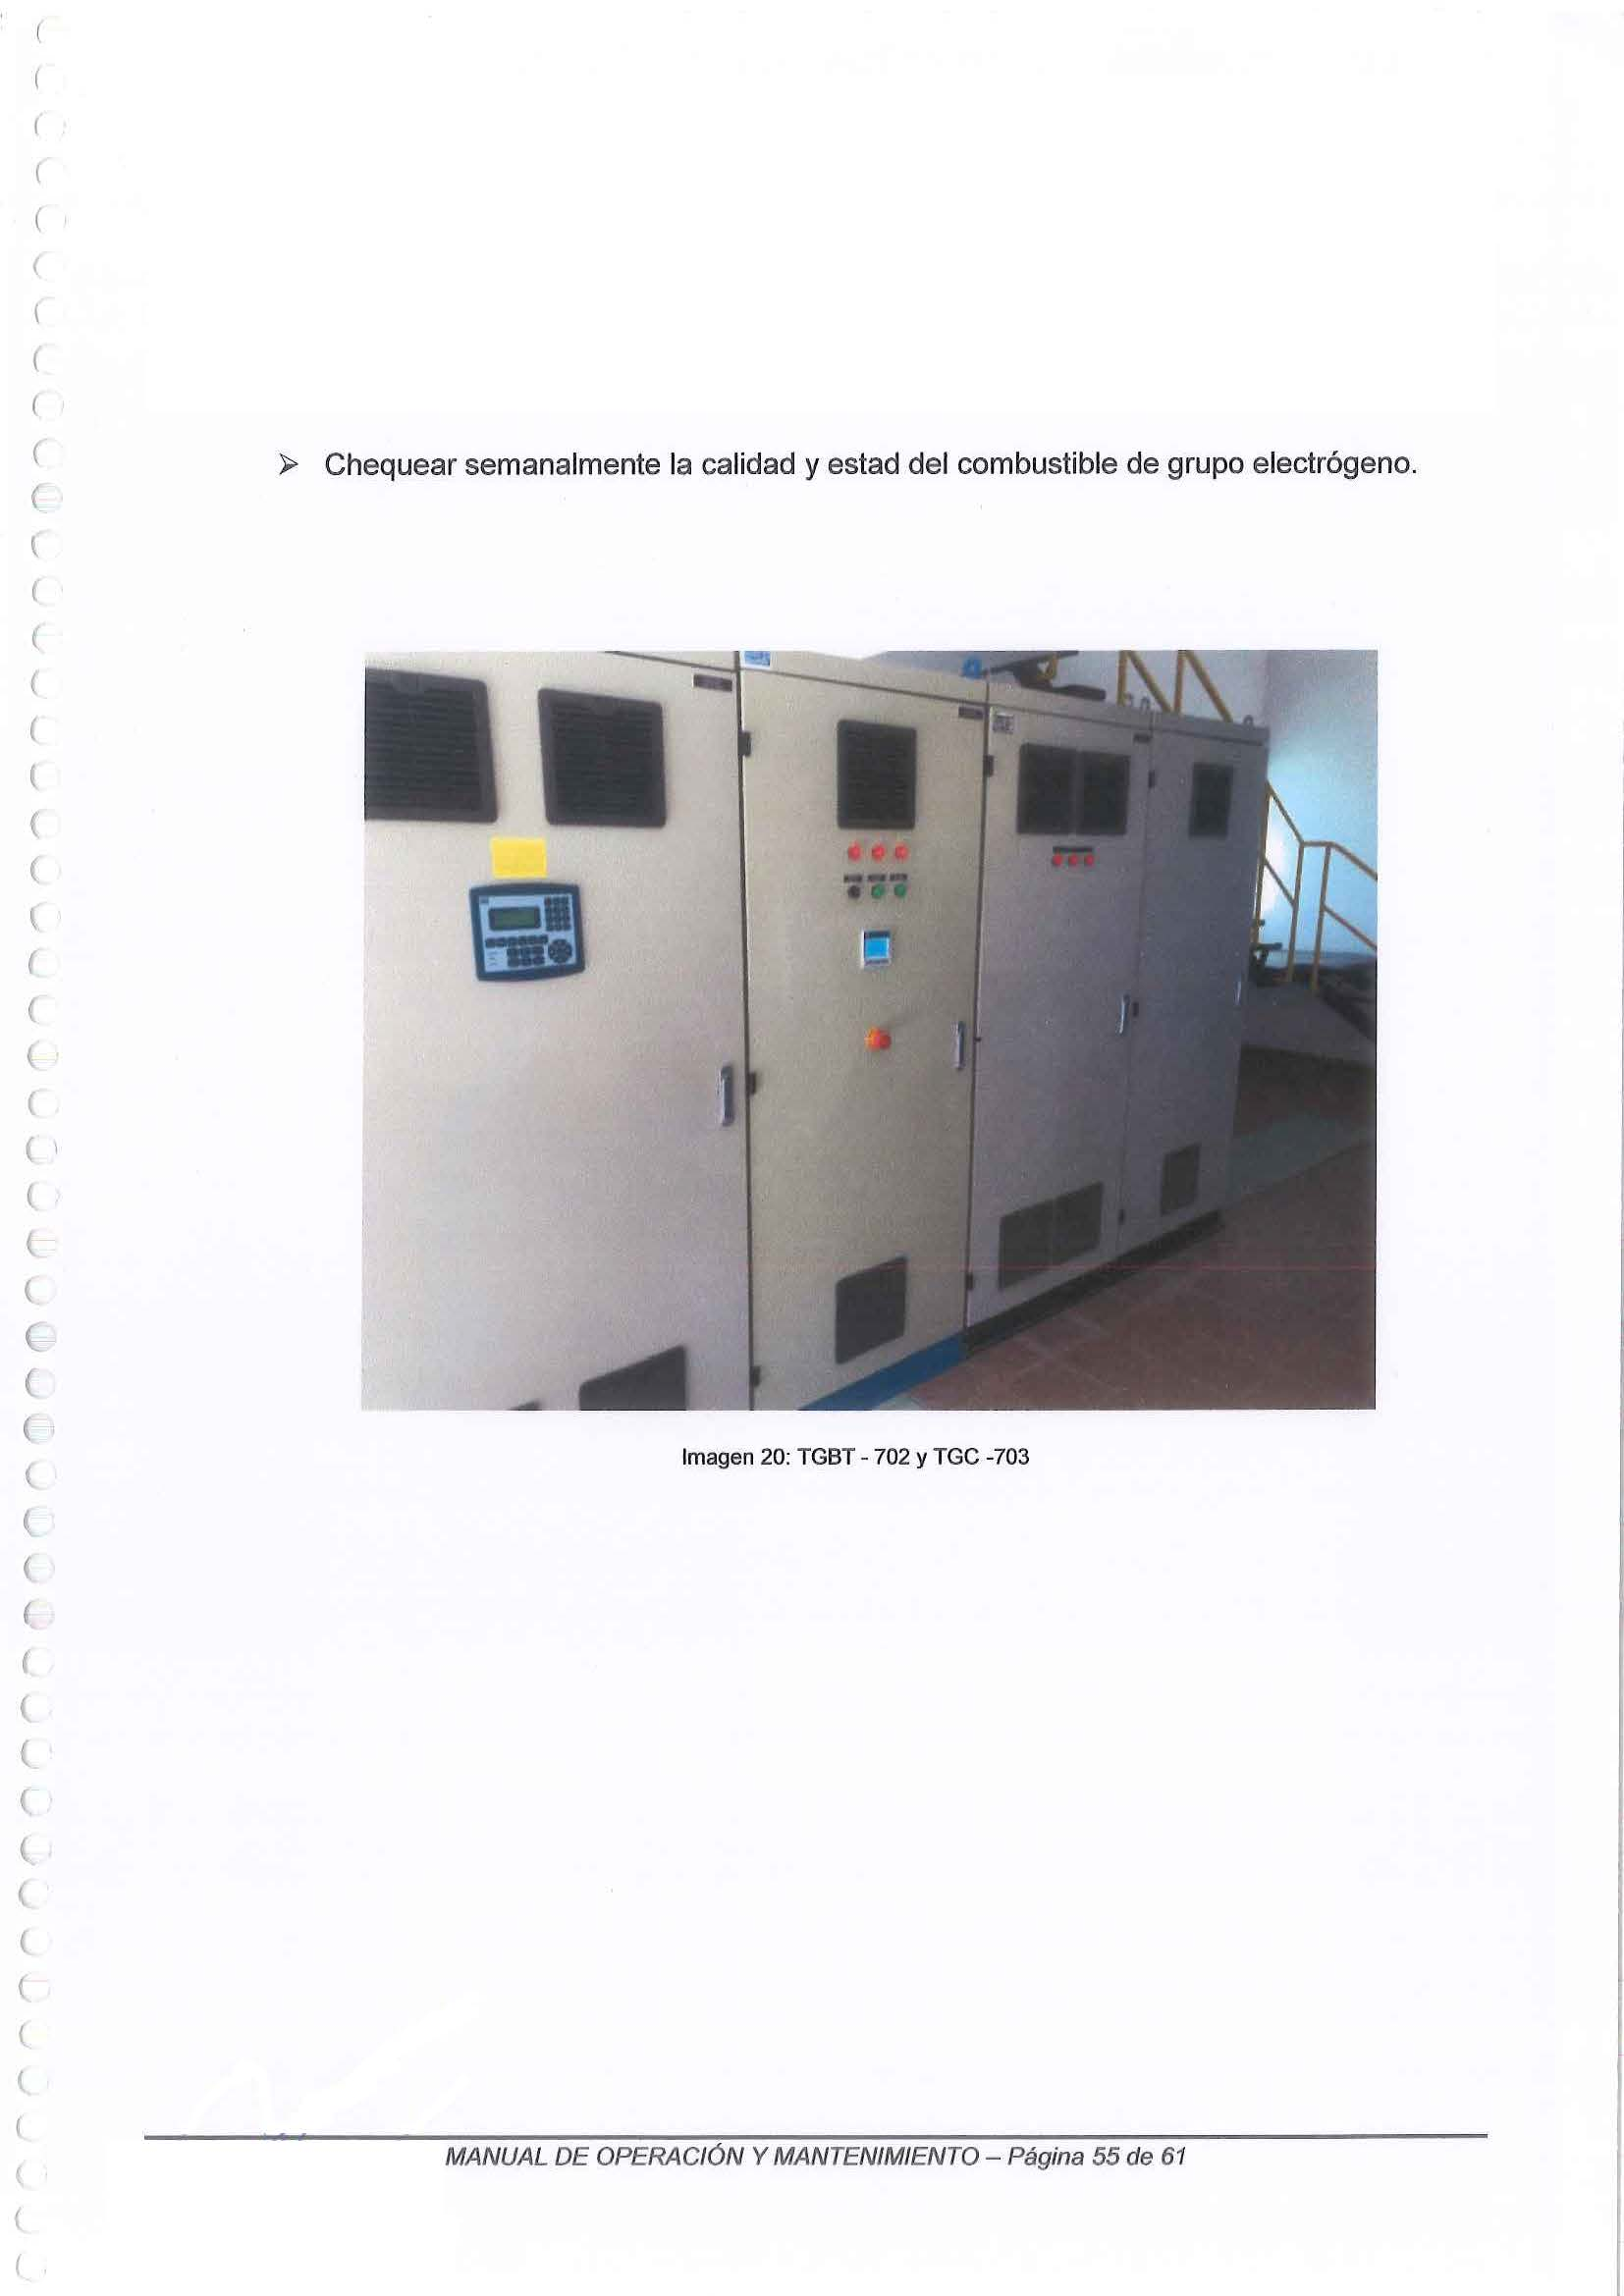 ➢ Chequear semanalmente la calidad y estad del combustible de grupo electrógeno.
Imagen 20: TGBT - 702 y TGC -703
MANUAL DE OPERACIÓN Y MANTENIMIENTO – Página 55 de 61